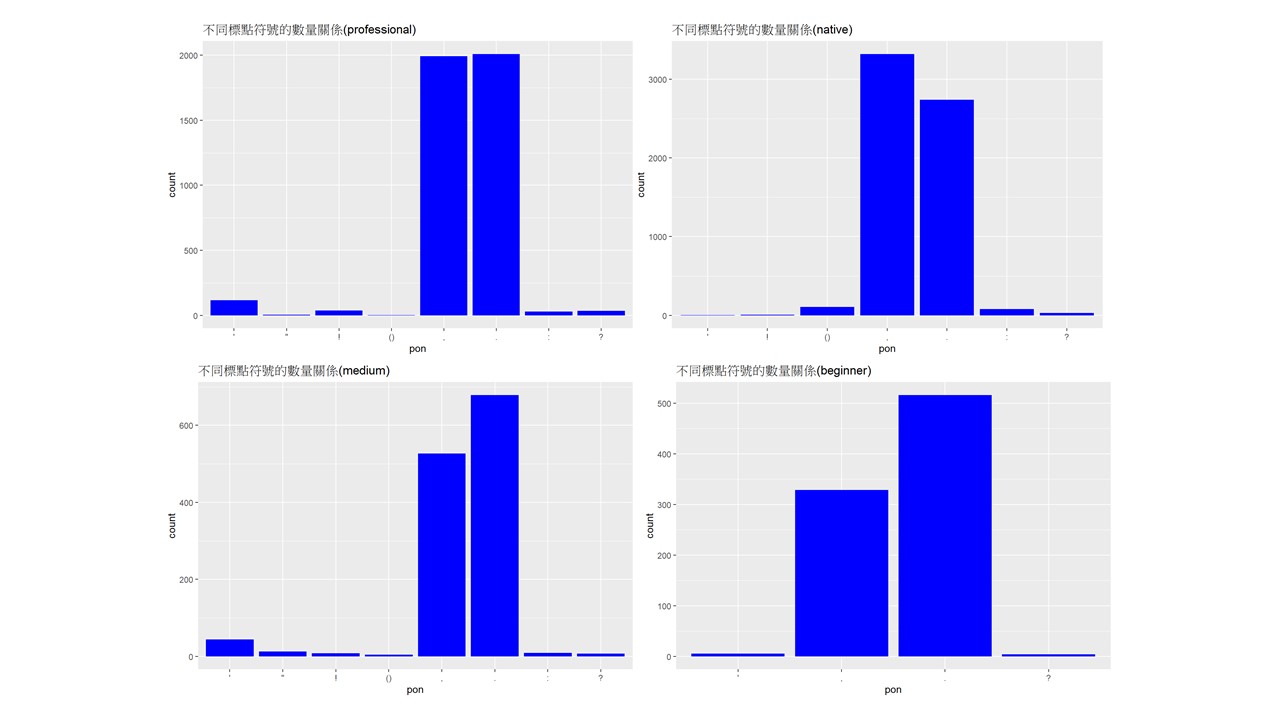 不同標點符號的數量關係(professional)
2000
1500
1000
500
0
count
' " ! () , . : ?
pon
不同標點符號的數量關係(native)
3000
2000
1000
0
count
' ! () , . : ?
pon
不同標點符號的數量關係(medium)
600
400
200
0
count
' " ! () , . : ?
pon
不同標點符號的數量關係(beginner)
500
400
300
200
100
0
count
' , . ?
pon